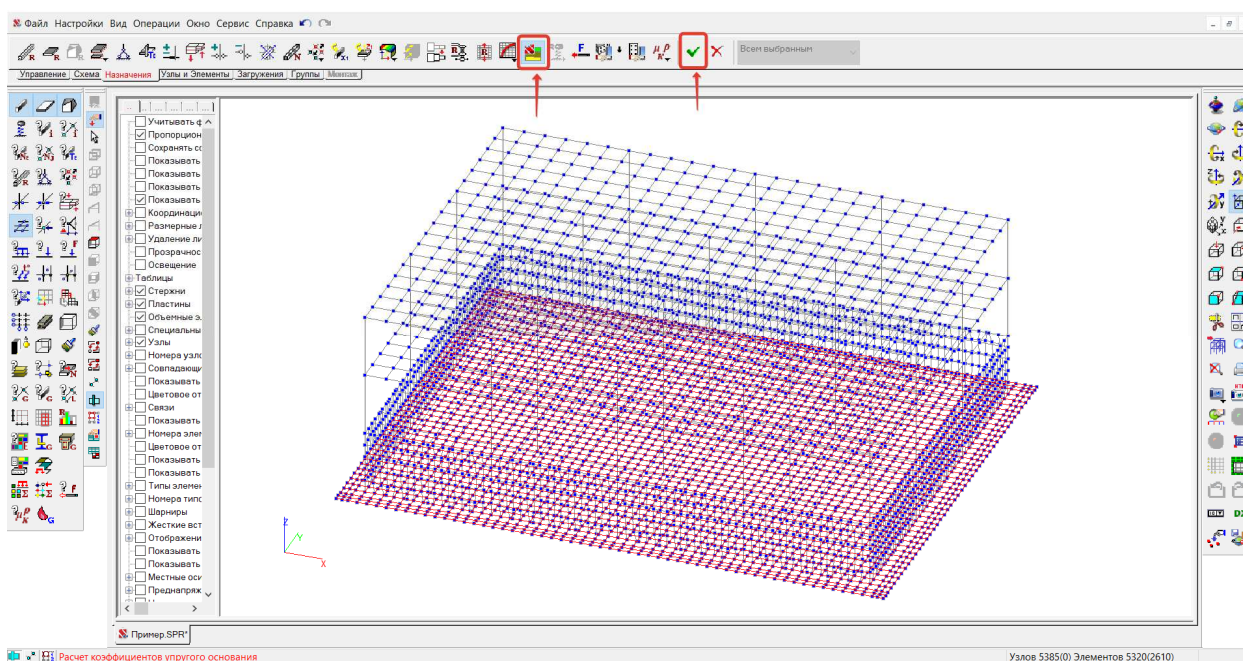 Файл Настройки Вид Операции Окно Сервис Справка
Всем выбранным
Управление Схема Назначения Узлы и Элементы Загружения Группы Монтаж
Учитывать ф
Пропорцион
Сохранять со
Показывать
Показывать
Показывать
Показывать
Координаци
Размерные л
Удаление ли
Прозрачнос
Освещение
Таблицы
Стержни
Пластины
Объемные э.
Специальны
Узлы
Номера узло
Совпадающи
Показывать
Цветовое от
Связи
Показывать
Номера элем
Цветовое от
Показывать
Показывать
Типы элемен
Номера типо
Шарниры
Жесткие вст
Отображени
Показывать
Показывать
Местные оси
Преднапряж
Z
Y
X
Пример.SPR*
Расчет коэффициентов упругого основания
Узлов 5385(0) Элементов 5320(2610)